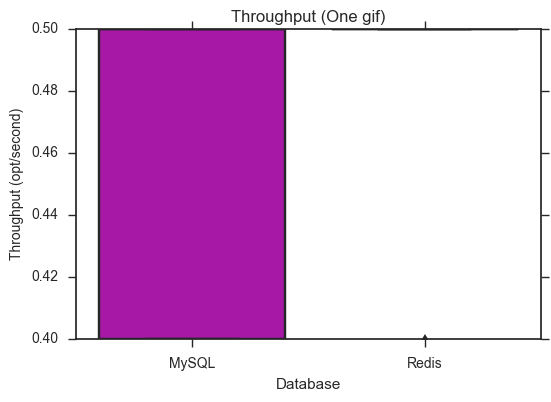 Throughput (One gif)
Throughput (opt/second)
0.50
0.48
0.46
0.44
0.42
0.40
MySQL
Redis
Database